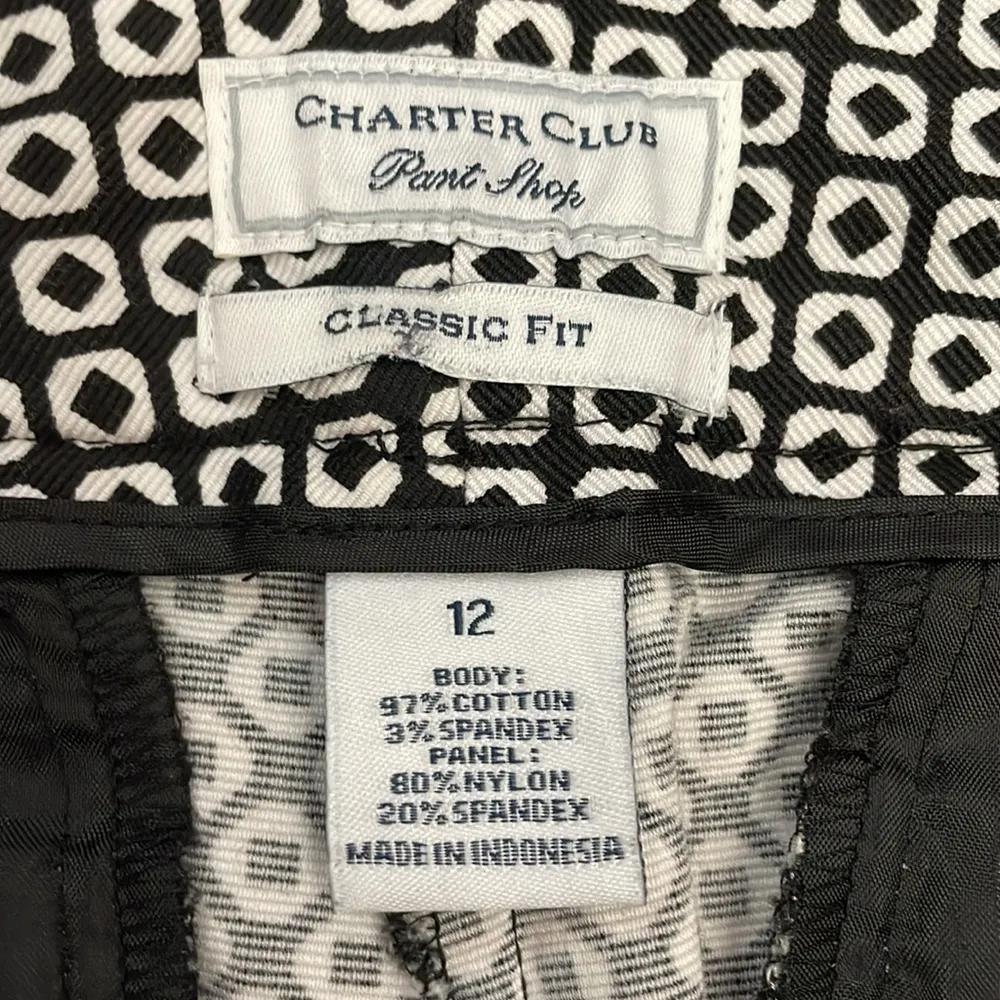 CHARTER CLUB
Pant Shop
CLASSIC FIT
12
BODY:
97% COTTON
3% SPANDEX
PANEL:
80% NYLON
20% SPANDEX
MADE IN INDONESIA